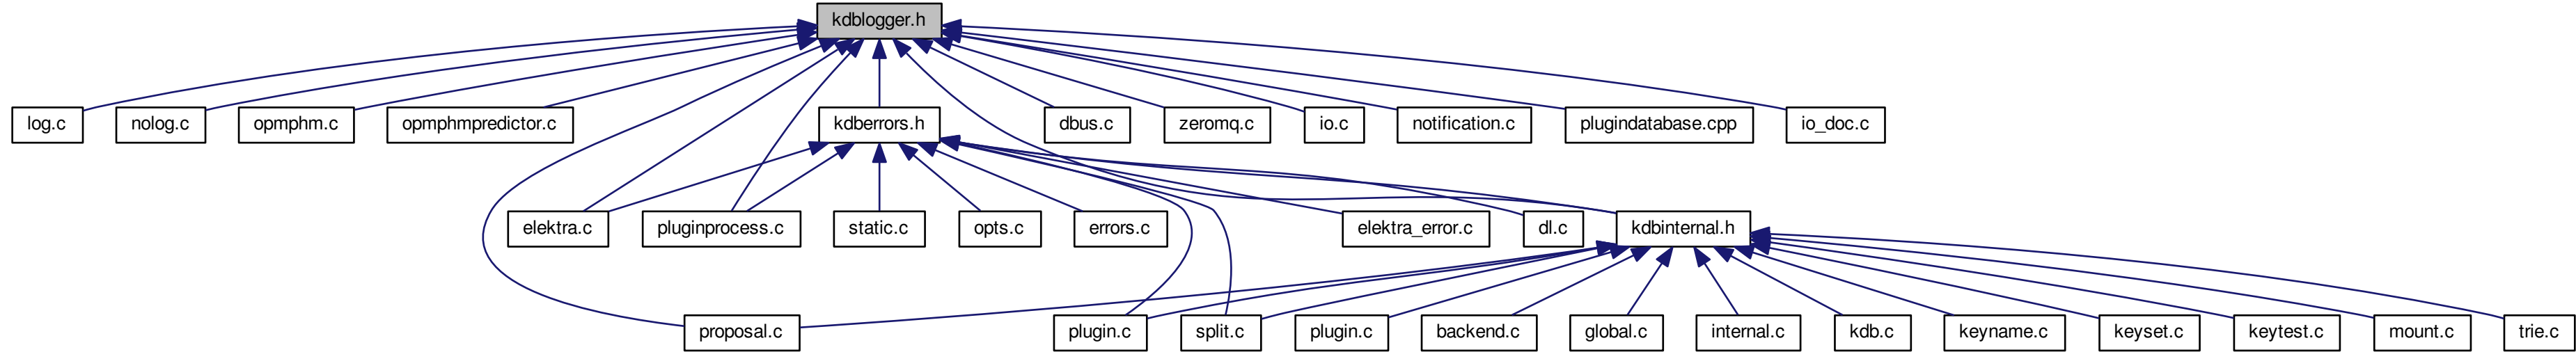 kdblogger.h
log.c
nolog.c
opmphm.c
opmphmpredictor.c
kdberrors.h
dbus.c
zeromq.c
io.c
notification.c
plugindatabase.cpp
io_doc.c
elektra.c
pluginprocess.c
static.c
opts.c
errors.c
elektra_error.c
dl.c
kdbinternal.h
proposal.c
plugin.c
split.c
plugin.c
backend.c
global.c
internal.c
kdb.c
keyname.c
keyset.c
keytest.c
mount.c
trie.c